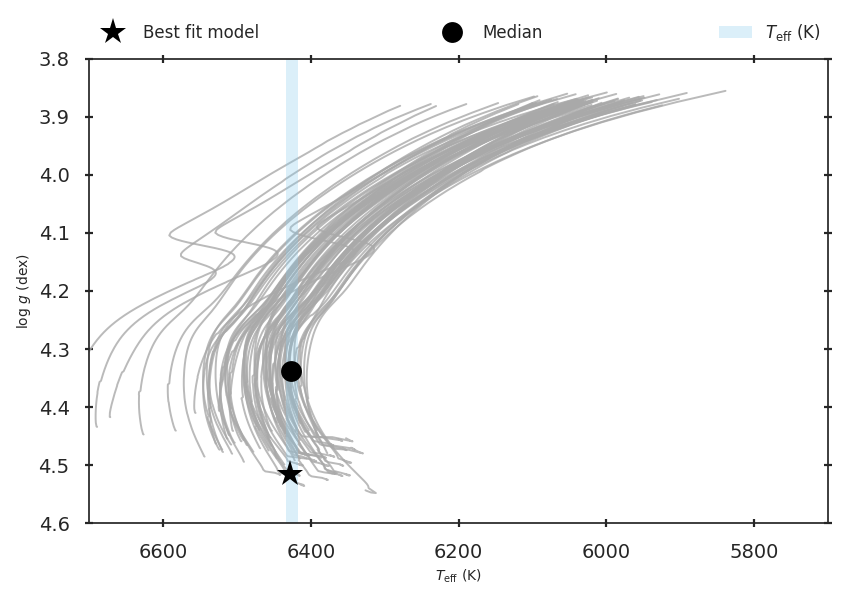 Best fit model
Median
T_eff (K)
3.8
3.9
4.0
4.1
4.2
4.3
4.4
4.5
4.6
log g (dex)
6600 6400 6200 6000 5800
T_eff (K)